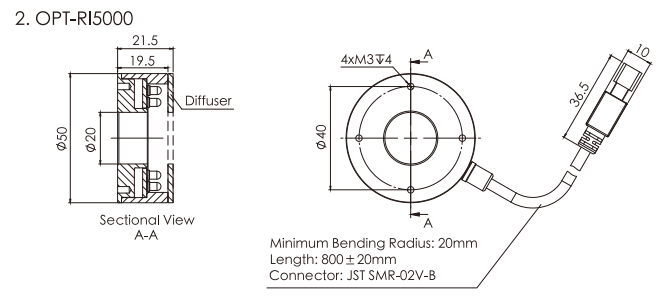 2. OPT-RI5000
21.5
19.5
Diffuser
Ø50
Ø20
Sectional View
A-A
4xM3↧4
A
Ø40
A
10
36.5
Minimum Bending Radius: 20mm
Length: 800±20mm
Connector: JST SMR-02V-B